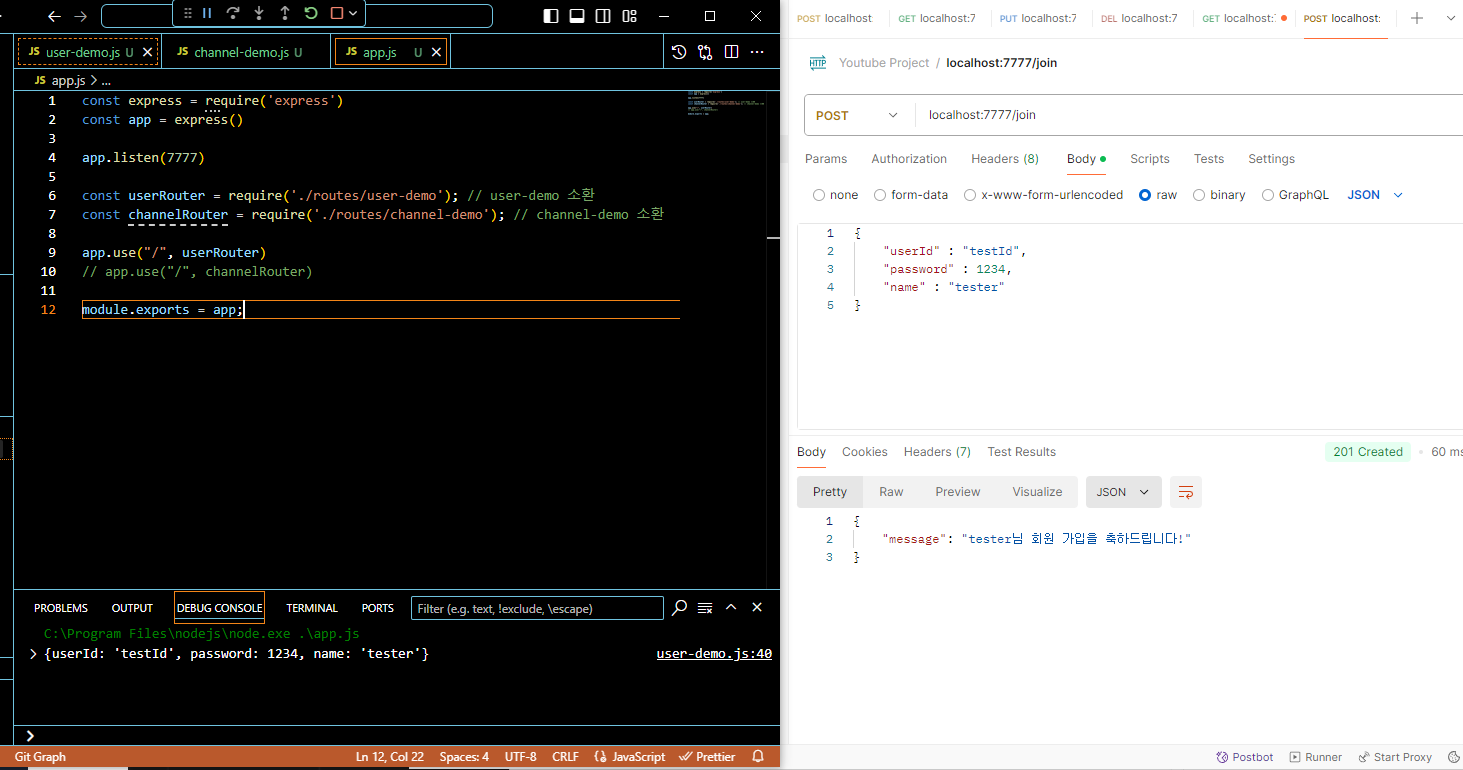 JS user-demo.js U
JS channel-demo.js U
JS app.js U
JS app.js > ...
1 const express = require('express')
2 const app = express()
3
4 app.listen(7777)
5
6 const userRouter = require('./routes/user-demo'); // user-demo 소환
7 const channelRouter = require('./routes/channel-demo'); // channel-demo 소환
8
9 app.use("/", userRouter)
10 // app.use("/", channelRouter)
11
12 module.exports = app;
PROBLEMS OUTPUT DEBUG CONSOLE TERMINAL PORTS Filter (e.g. text, !exclude, \escape)
C:\Program Files\nodejs\node.exe .\app.js
> {userId: 'testId', password: 1234, name: 'tester'} user-demo.js:40
>
Git Graph Ln 12, Col 22 Spaces: 4 UTF-8 CRLF JavaScript Prettier
POST localhost: GET localhost:7 PUT localhost:7 DEL localhost:7 GET localhost: POST localhost:
HTTP Youtube Project / localhost:7777/join
POST localhost:7777/join
Params Authorization Headers (8) Body Scripts Tests Settings
none form-data x-www-form-urlencoded raw binary GraphQL JSON
1 {
2 "userId" : "testId",
3 "password" : 1234,
4 "name" : "tester"
5 }
Body Cookies Headers (7) Test Results 201 Created 60 ms
Pretty Raw Preview Visualize JSON
1 {
2 "message": "tester님 회원 가입을 축하드립니다!"
3 }
Postbot Runner Start Proxy